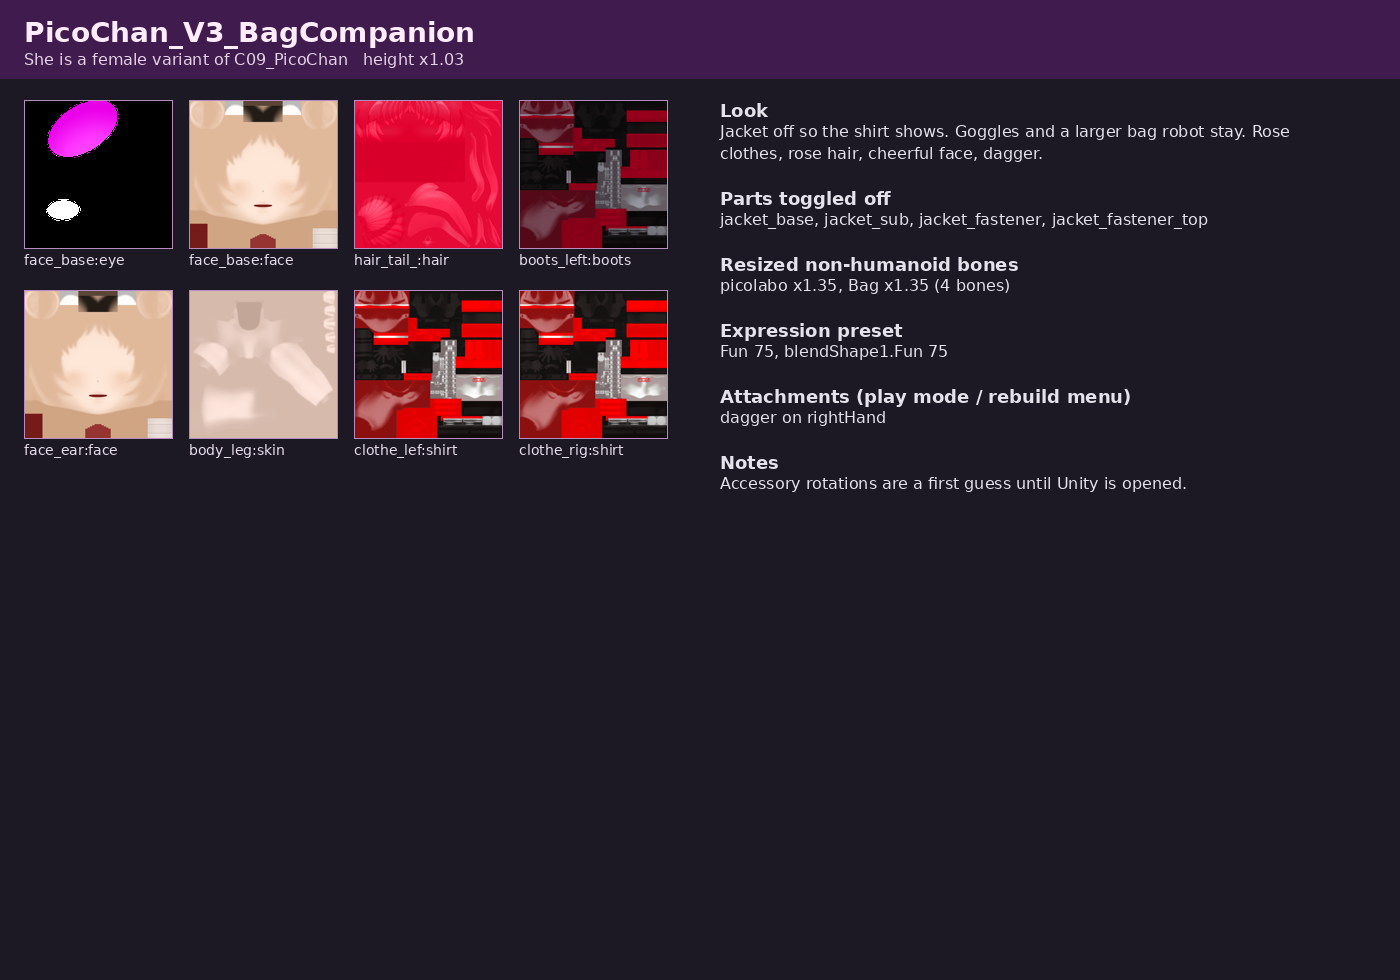 PicoChan_V3_BagCompanion
She is a female variant of C09_PicoChan   height x1.03
face_base:eye
face_base:face
hair_tail_:hair
boots_left:boots
face_ear:face
body_leg:skin
clothe_lef:shirt
clothe_rig:shirt
Look
Jacket off so the shirt shows. Goggles and a larger bag robot stay. Rose
clothes, rose hair, cheerful face, dagger.
Parts toggled off
jacket_base, jacket_sub, jacket_fastener, jacket_fastener_top
Resized non-humanoid bones
picolabo x1.35, Bag x1.35 (4 bones)
Expression preset
Fun 75, blendShape1.Fun 75
Attachments (play mode / rebuild menu)
dagger on rightHand
Notes
Accessory rotations are a first guess until Unity is opened.